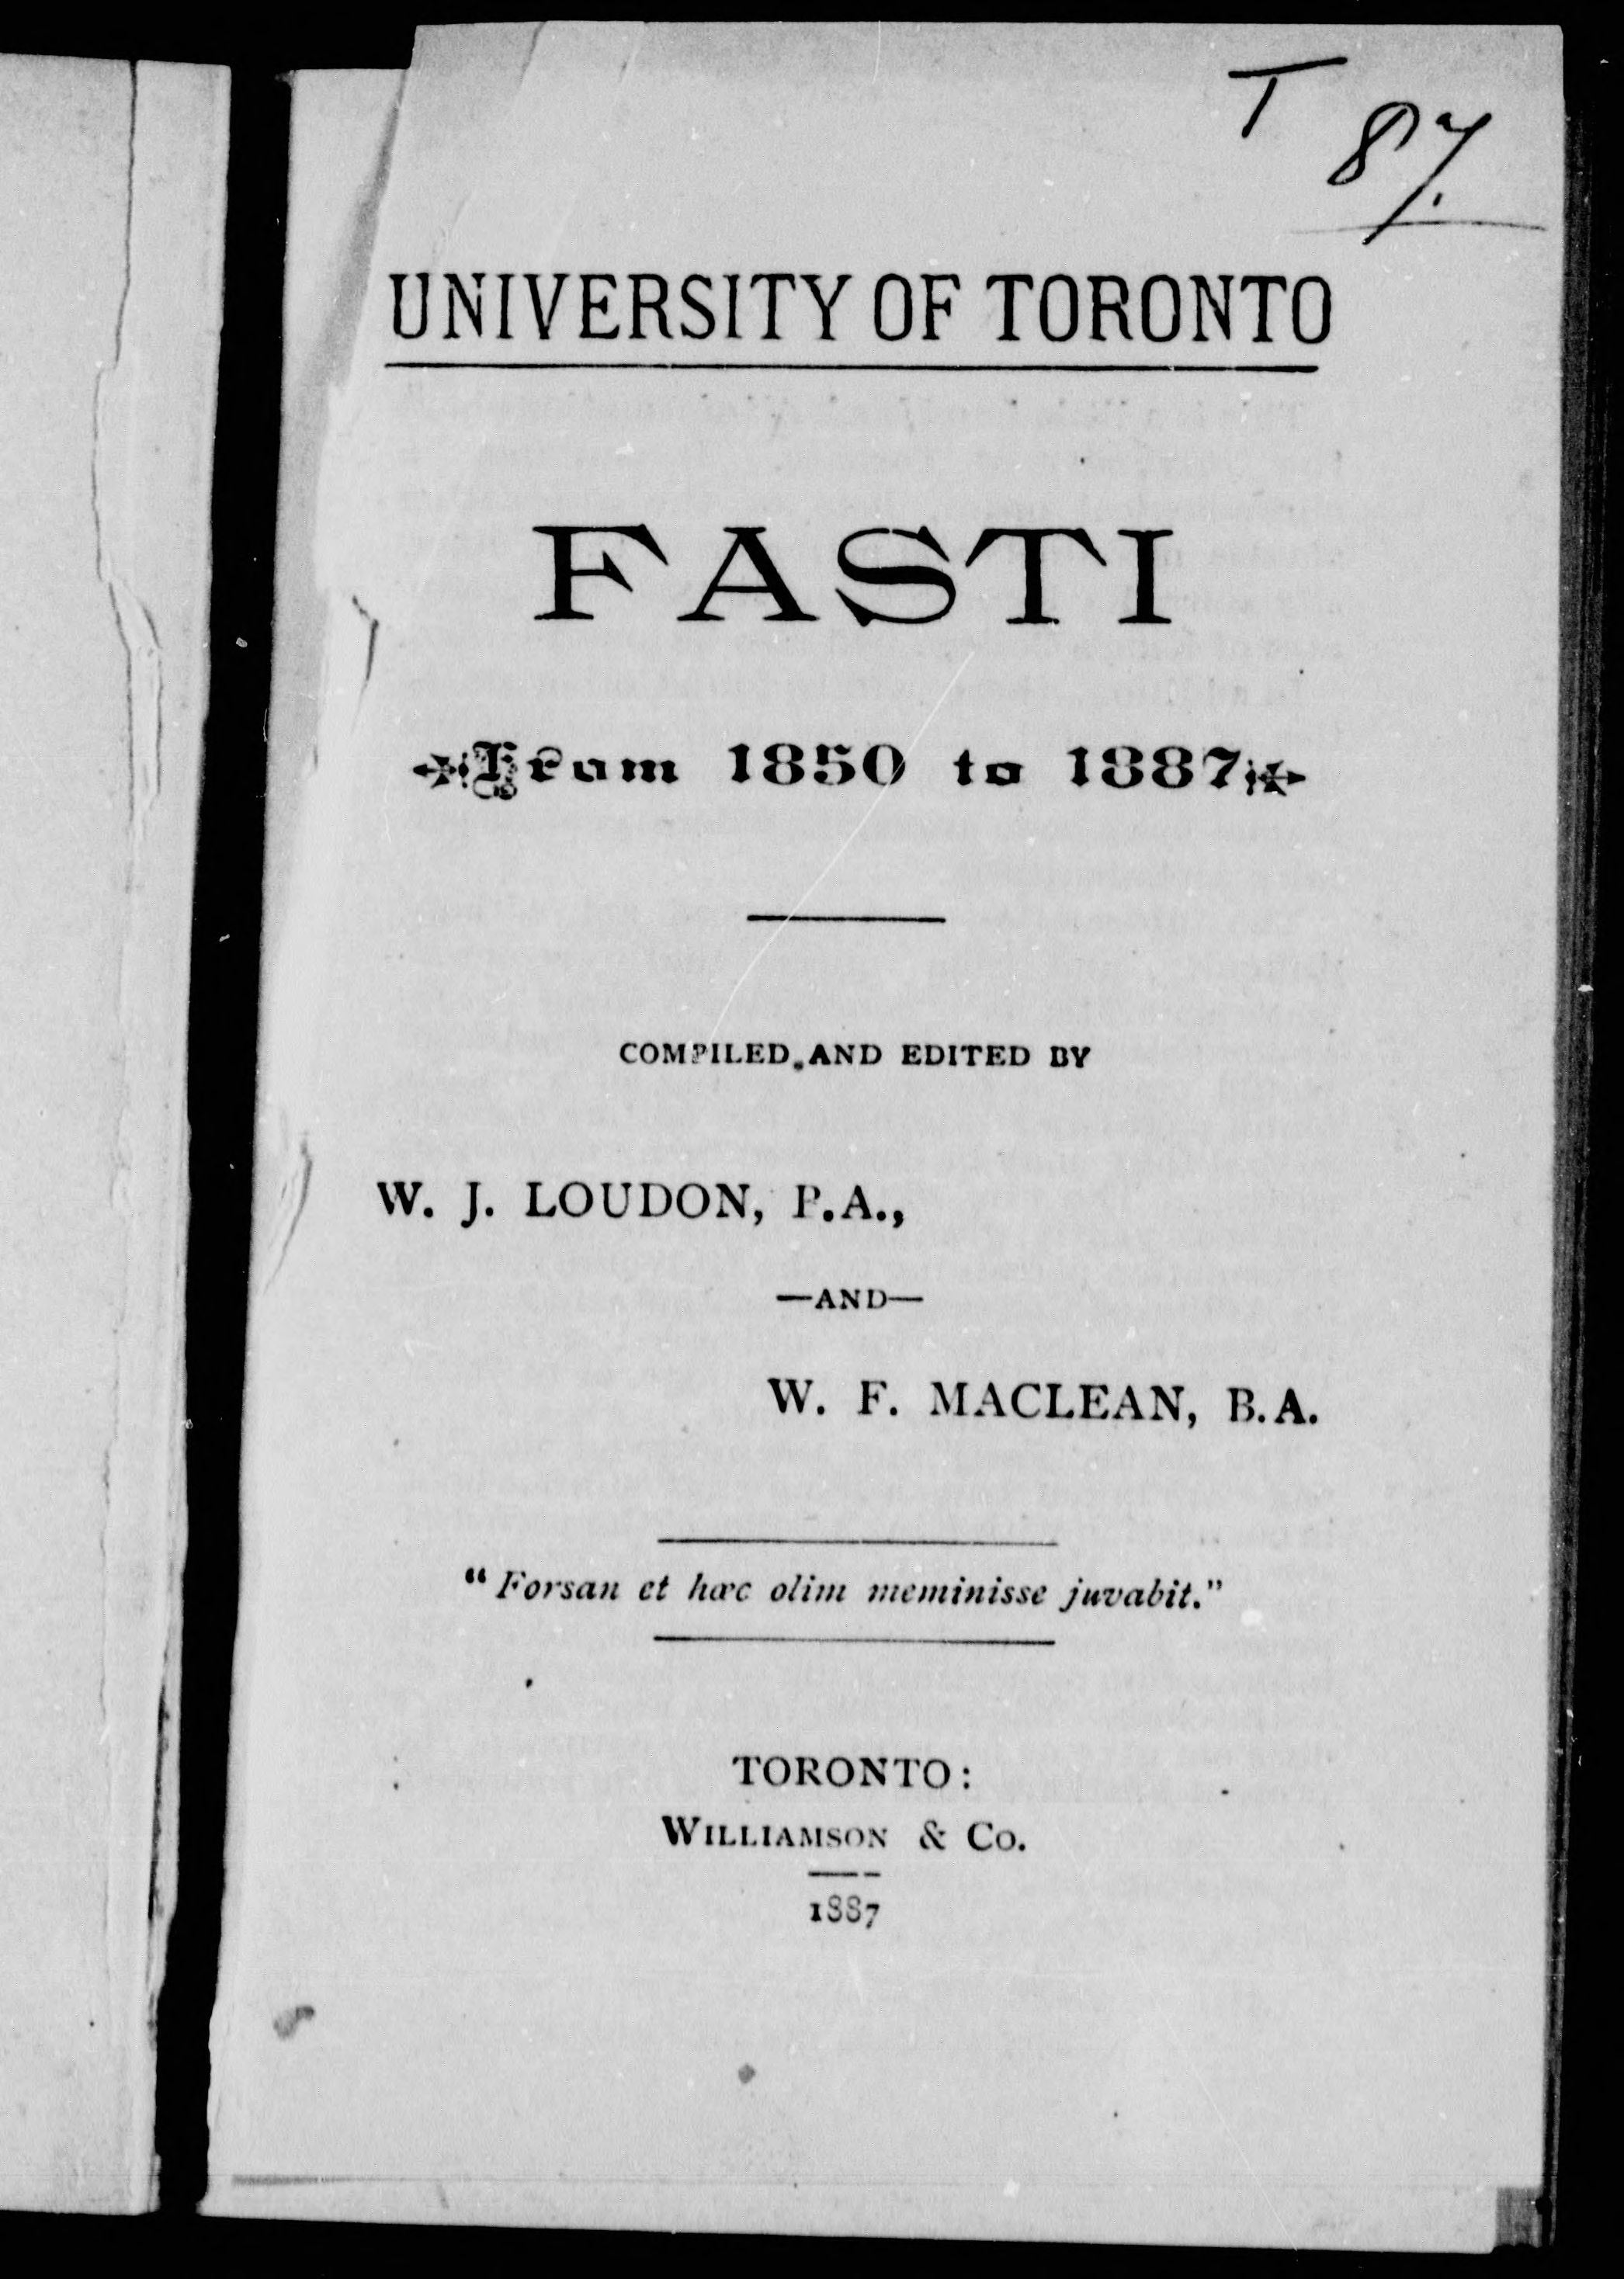 T
87.
UNIVERSITY OF TORONTO
FASTI
From 1850 to 1887
COMPILED AND EDITED BY
W. J. LOUDON, B.A.,
—AND—
W. F. MACLEAN, B.A.
“Forsan et hæc olim meminisse juvabit.”
TORONTO:
WILLIAMSON & CO.
1887